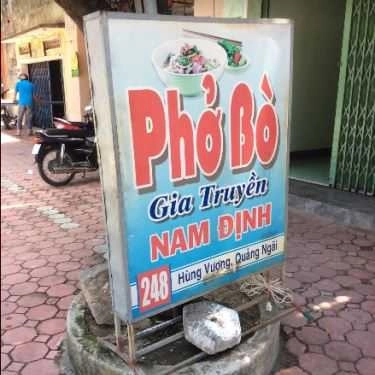 Phở Bò
Gia Truyền
NAM ĐỊNH
248 Hùng Vương, Quảng Ngãi